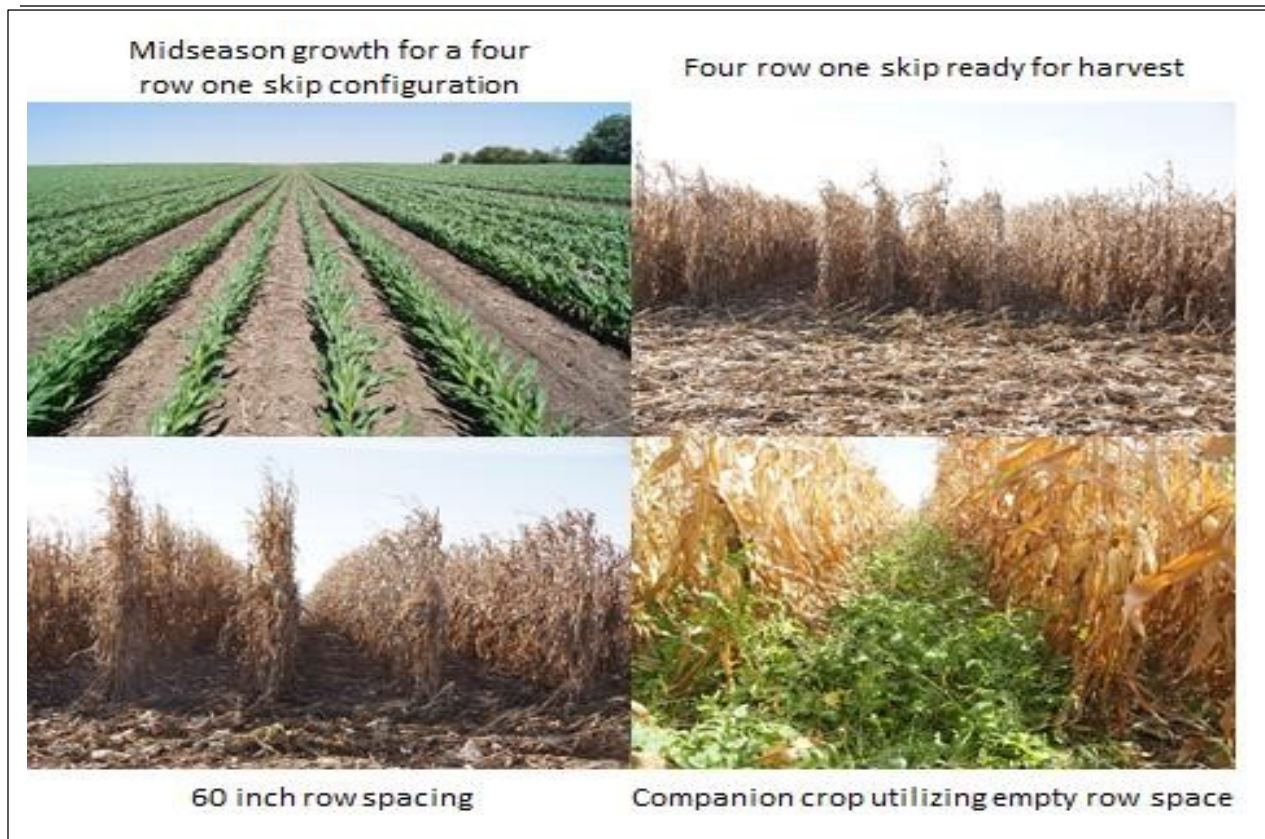 Midseason growth for a four
row one skip configuration
Four row one skip ready for harvest
60 inch row spacing
Companion crop utilizing empty row space